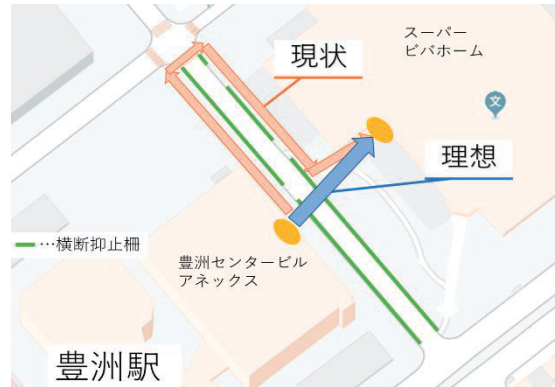 スーパー
ビバホーム
現状
文
理想
…横断抑止柵
豊洲センタービル
アネックス
豊洲駅